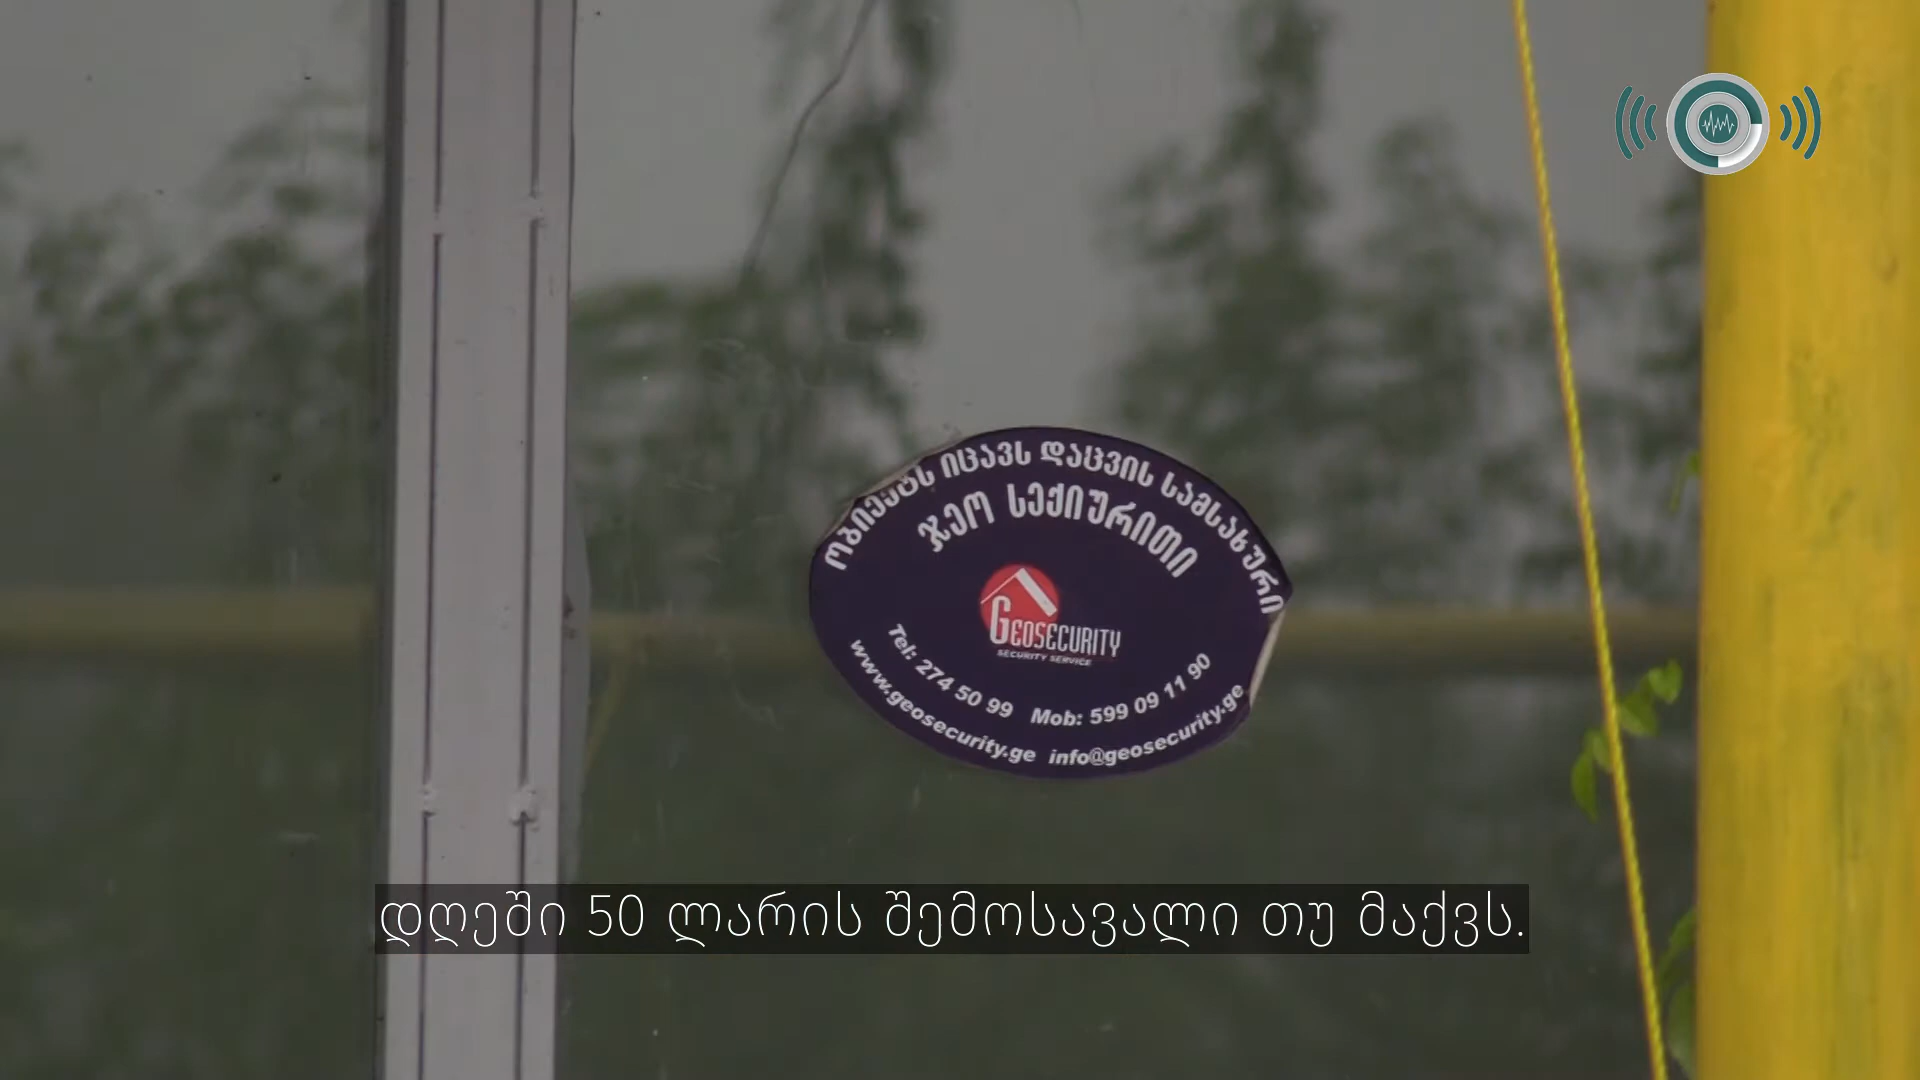 ობიექტს იცავს დაცვის სამსახური
ჯეო სექიურითი
GEOSECURITY
SECURITY SERVICE
Tel: 274 50 99 Mob: 599 09 11 90
www.geosecurity.ge info@geosecurity.ge
დღეში 50 ლარის შემოსავალი თუ მაქვს.